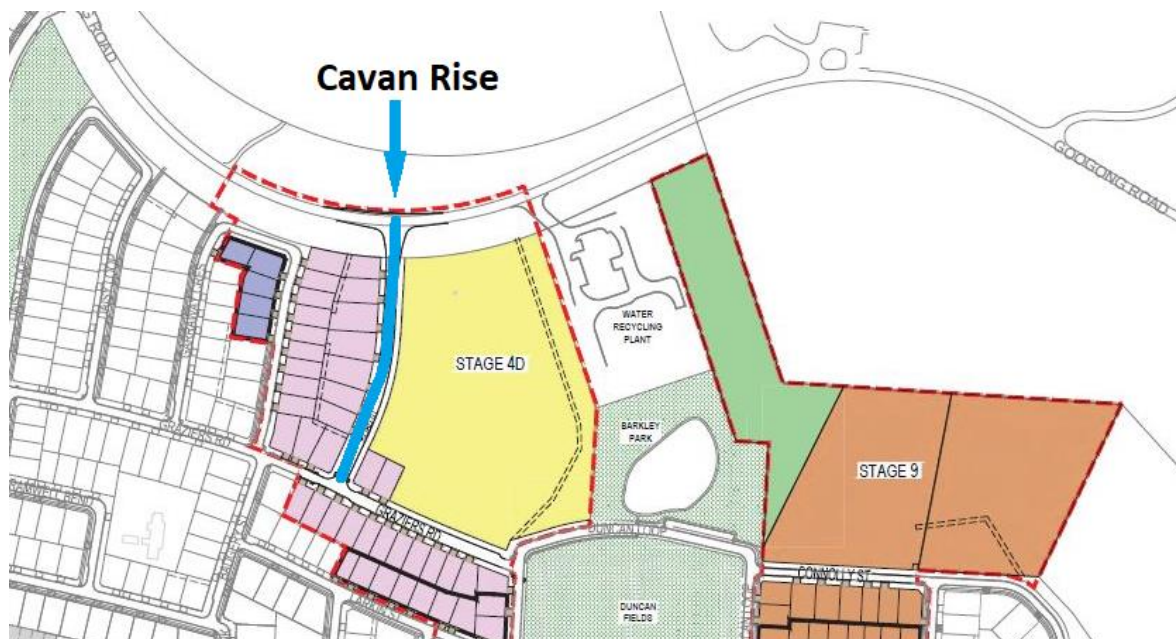 Cavan Rise
ROAD
GOOGONG ROAD
WATER
RECYCLING
PLANT
STAGE 4D
BARKLEY
PARK
STAGE 9
GRAZIERS RD
GRAZIERS RD
DUNCAN LOOP
CONNOLLY ST
DUNCAN
FIELDS